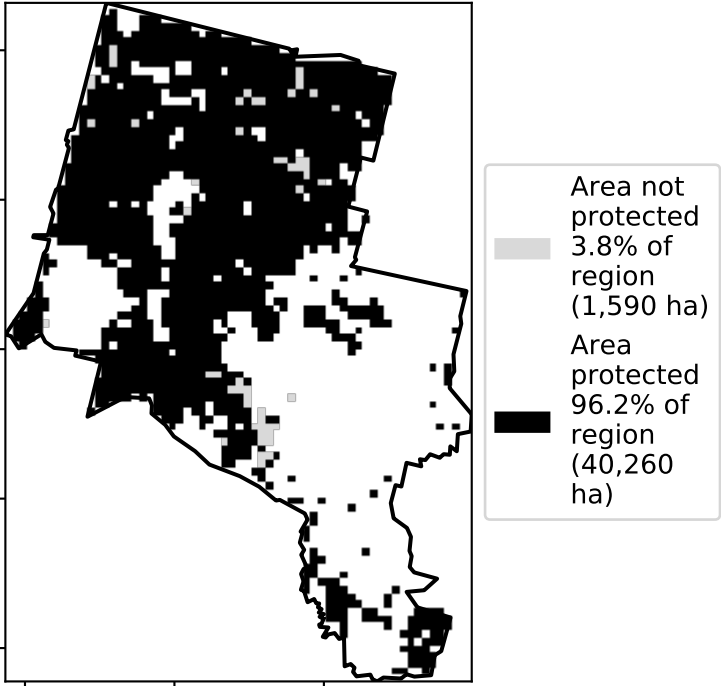 Area not
protected
3.8% of
region
(1,590 ha)
Area
protected
96.2% of
region
(40,260
ha)